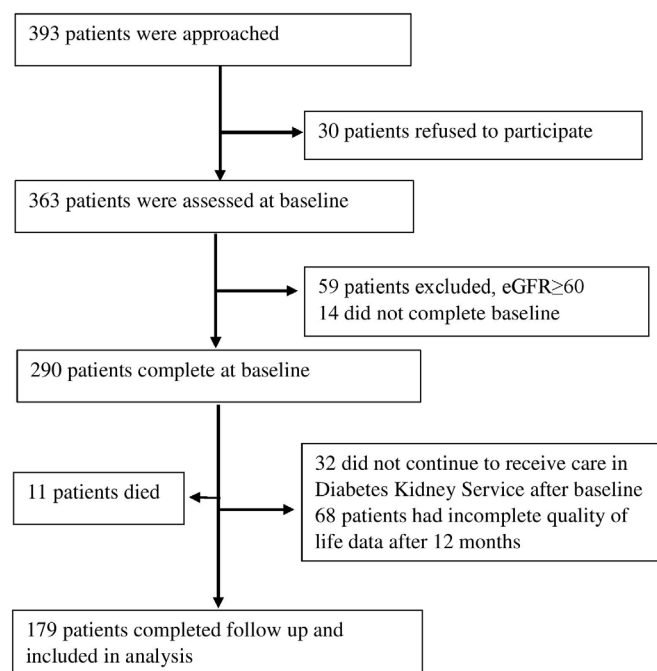 393 patients were approached
30 patients refused to participate
363 patients were assessed at baseline
59 patients excluded, eGFR≥60
14 did not complete baseline
290 patients complete at baseline
11 patients died
32 did not continue to receive care in
Diabetes Kidney Service after baseline
68 patients had incomplete quality of
life data after 12 months
179 patients completed follow up and
included in analysis